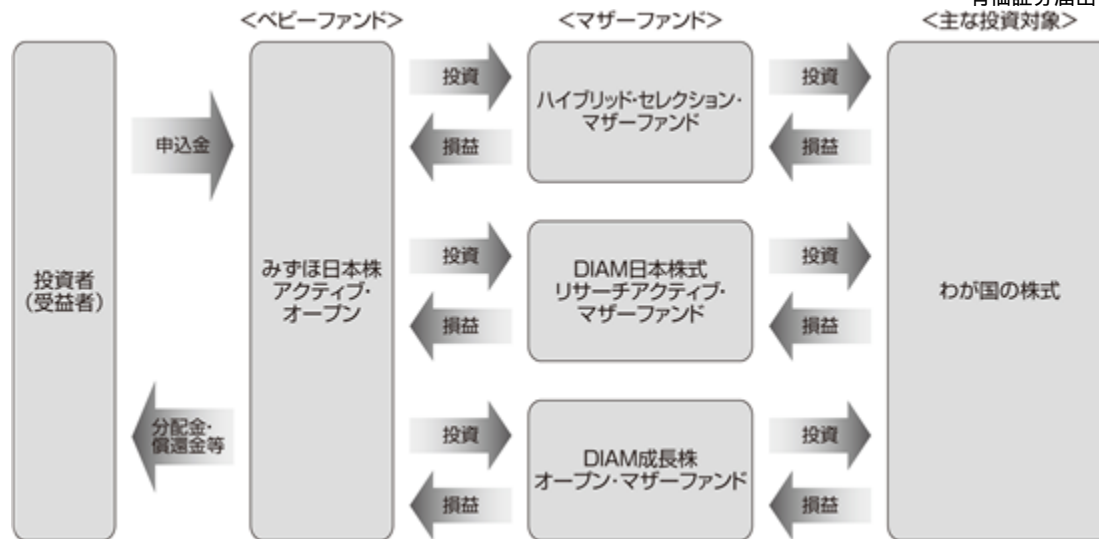 <ベビーファンド>
<マザーファンド>
<主な投資対象>
投資者
(受益者)
申込金
分配金・
償還金等
みずほ日本株
アクティブ・
オープン
投資
損益
ハイブリッド・セレクション・
マザーファンド
投資
損益
投資
損益
DIAM日本株式
リサーチアクティブ・
マザーファンド
投資
損益
投資
損益
DIAM成長株
オープン・マザーファンド
投資
損益
わが国の株式